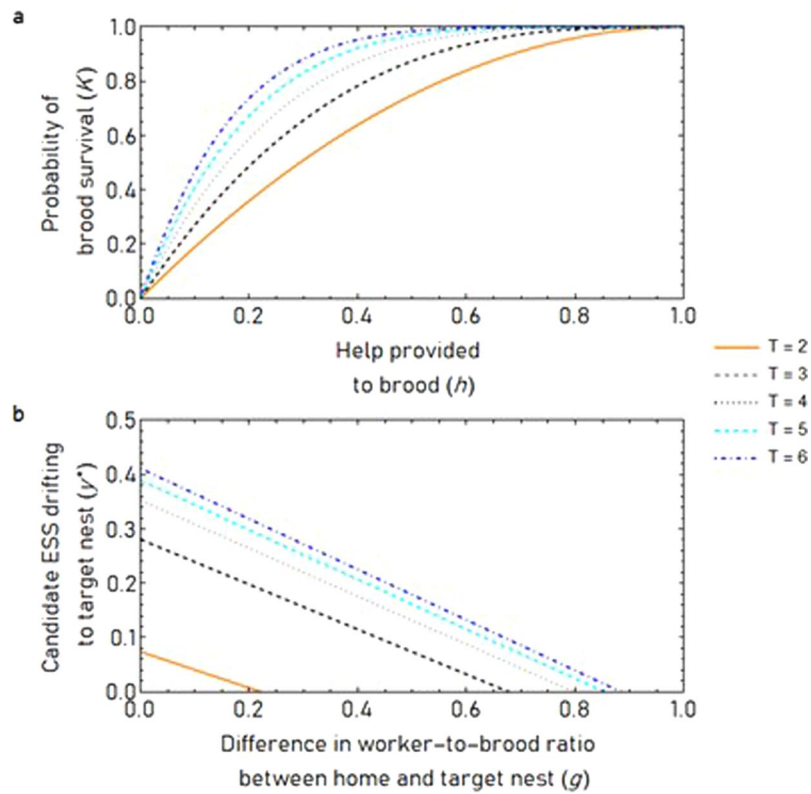 a
Probability of
brood survival (K)
1.0
0.8
0.6
0.4
0.2
0.0
0.0 0.2 0.4 0.6 0.8 1.0
Help provided
to brood (h)
T = 2
T = 3
T = 4
T = 5
T = 6
b
Candidate ESS drifting
to target nest (y*)
0.5
0.4
0.3
0.2
0.1
0.0
0.0 0.2 0.4 0.6 0.8 1.0
Difference in worker-to-brood ratio
between home and target nest (g)